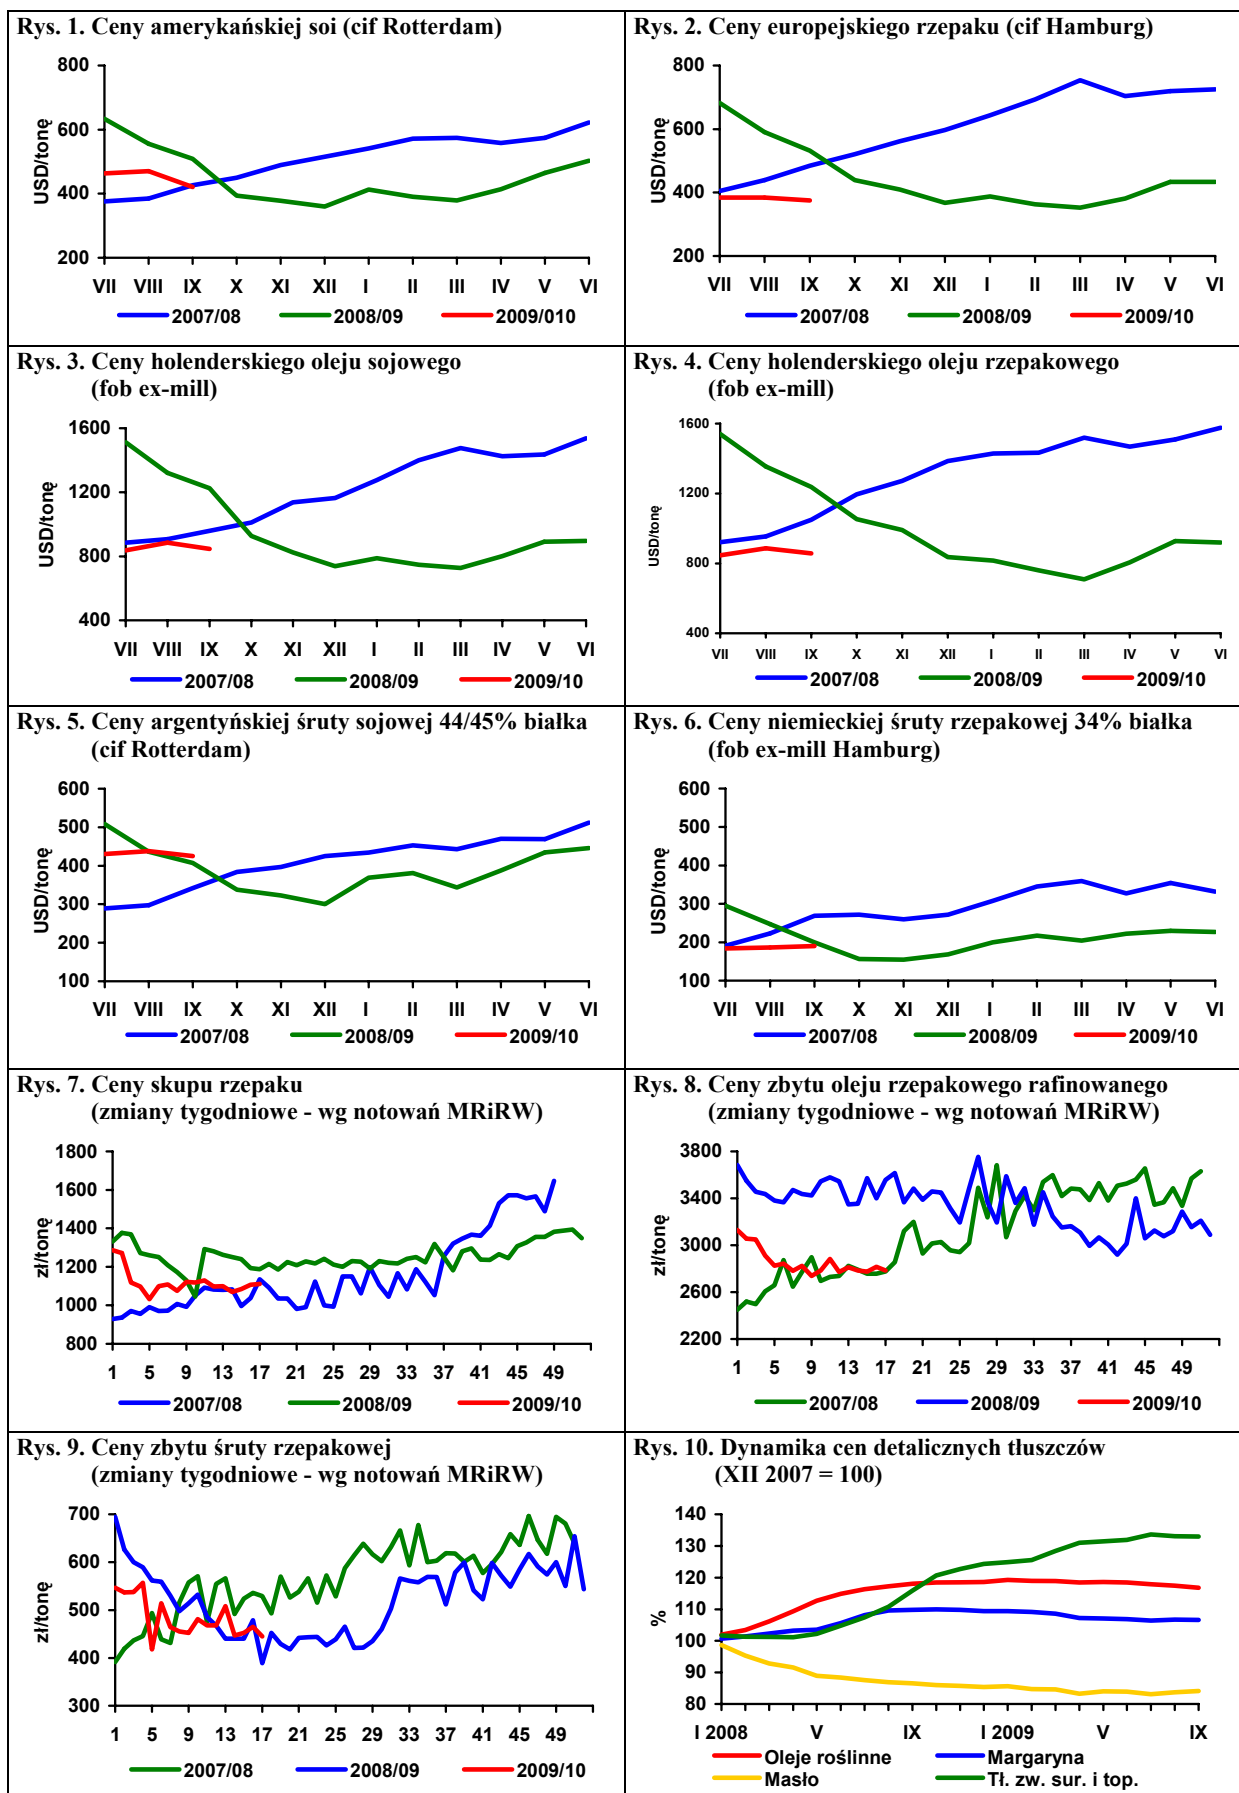 Rys. 1. Ceny amerykańskiej soi (cif Rotterdam)
USD/tonę
800
600
400
200
VII VIII IX X XI XII I II III IV V VI
2007/08 2008/09 2009/010
Rys. 2. Ceny europejskiego rzepaku (cif Hamburg)
USD/tonę
800
600
400
200
VII VIII IX X XI XII I II III IV V VI
2007/08 2008/09 2009/10
Rys. 3. Ceny holenderskiego oleju sojowego
(fob ex-mill)
USD/tonę
1600
1200
800
400
VII VIII IX X XI XII I II III IV V VI
2007/08 2008/09 2009/10
Rys. 4. Ceny holenderskiego oleju rzepakowego
(fob ex-mill)
USD/tonę
1600
1200
800
400
VII VIII IX X XI XII I II III IV V VI
2007/08 2008/09 2009/10
Rys. 5. Ceny argentyńskiej śruty sojowej 44/45% białka
(cif Rotterdam)
USD/tonę
600
500
400
300
200
100
VII VIII IX X XI XII I II III IV V VI
2007/08 2008/09 2009/10
Rys. 6. Ceny niemieckiej śruty rzepakowej 34% białka
(fob ex-mill Hamburg)
USD/tonę
600
500
400
300
200
100
VII VIII IX X XI XII I II III IV V VI
2007/08 2008/09 2009/10
Rys. 7. Ceny skupu rzepaku
(zmiany tygodniowe - wg notowań MRiRW)
zł/tonę
1800
1600
1400
1200
1000
800
1 5 9 13 17 21 25 29 33 37 41 45 49
2007/08 2008/09 2009/10
Rys. 8. Ceny zbytu oleju rzepakowego rafinowanego
(zmiany tygodniowe - wg notowań MRiRW)
zł/tonę
3800
3400
3000
2600
2200
1 5 9 13 17 21 25 29 33 37 41 45 49
2007/08 2008/09 2009/10
Rys. 9. Ceny zbytu śruty rzepakowej
(zmiany tygodniowe - wg notowań MRiRW)
zł/tonę
700
600
500
400
300
1 5 9 13 17 21 25 29 33 37 41 45 49
2007/08 2008/09 2009/10
Rys. 10. Dynamika cen detalicznych tłuszczów
(XII 2007 = 100)
%
140
130
120
110
100
90
80
I 2008 V IX I 2009 V IX
Oleje roślinne Margaryna
Masło Tł. zw. sur. i top.